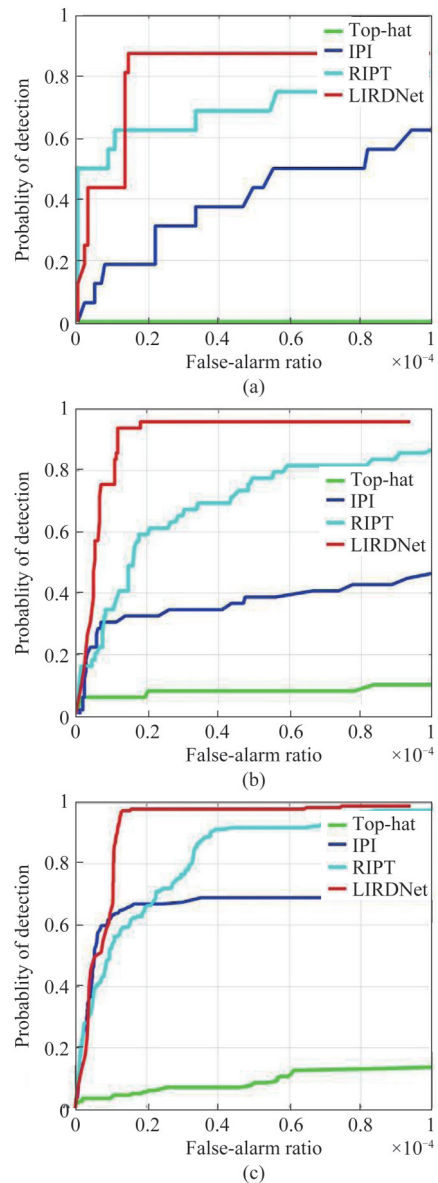 1
0.8
0.6
0.4
0.2
0
Probablity of detection
Top-hat
IPI
RIPT
LIRDNet
0 0.2 0.4 0.6 0.8 1
×10⁻⁴
False-alarm ratio
(a)
1
0.8
0.6
0.4
0.2
0
Probablity of detection
Top-hat
IPI
RIPT
LIRDNet
0 0.2 0.4 0.6 0.8 1
×10⁻⁴
False-alarm ratio
(b)
1
0.8
0.6
0.4
0.2
0
Probablity of detection
Top-hat
IPI
RIPT
LIRDNet
0 0.2 0.4 0.6 0.8 1
×10⁻⁴
False-alarm ratio
(c)